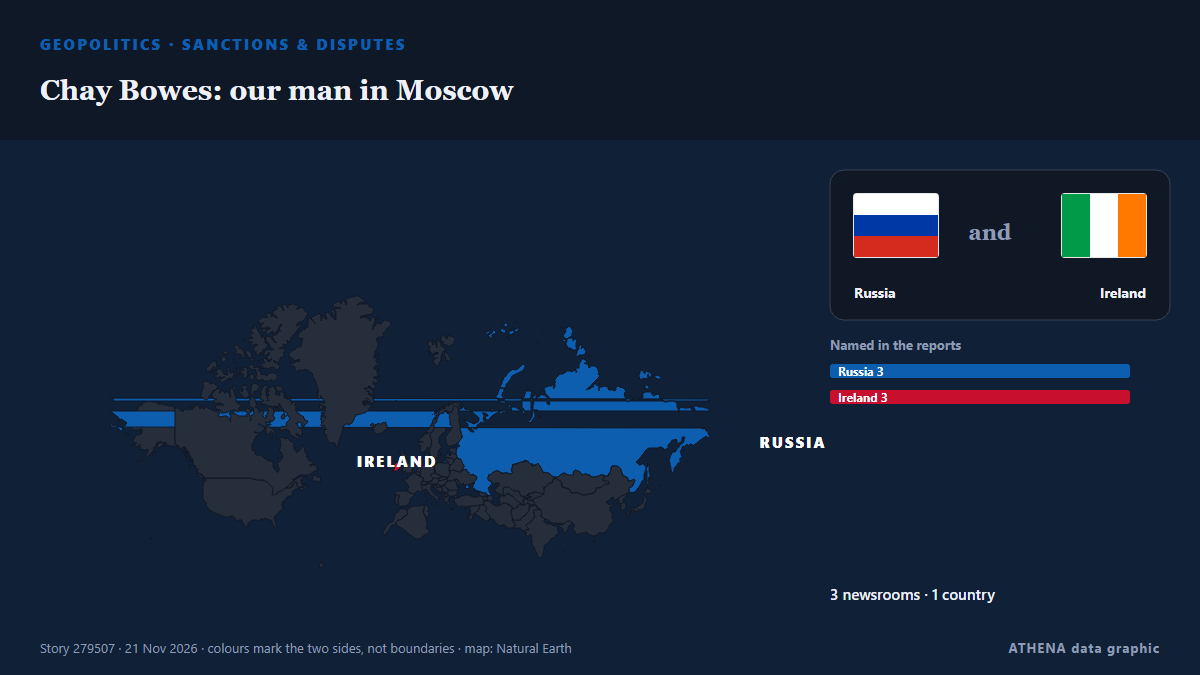 GEOPOLITICS · SANCTIONS & DISPUTES
Chay Bowes: our man in Moscow
and
Russia
Ireland
Named in the reports
Russia 3
Ireland 3
RUSSIA
IRELAND
3 newsrooms · 1 country
Story 279507 · 21 Nov 2026 · colours mark the two sides, not boundaries · map: Natural Earth
ATHENA data graphic